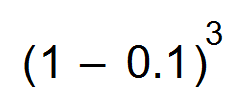 (1 – 0.1)³